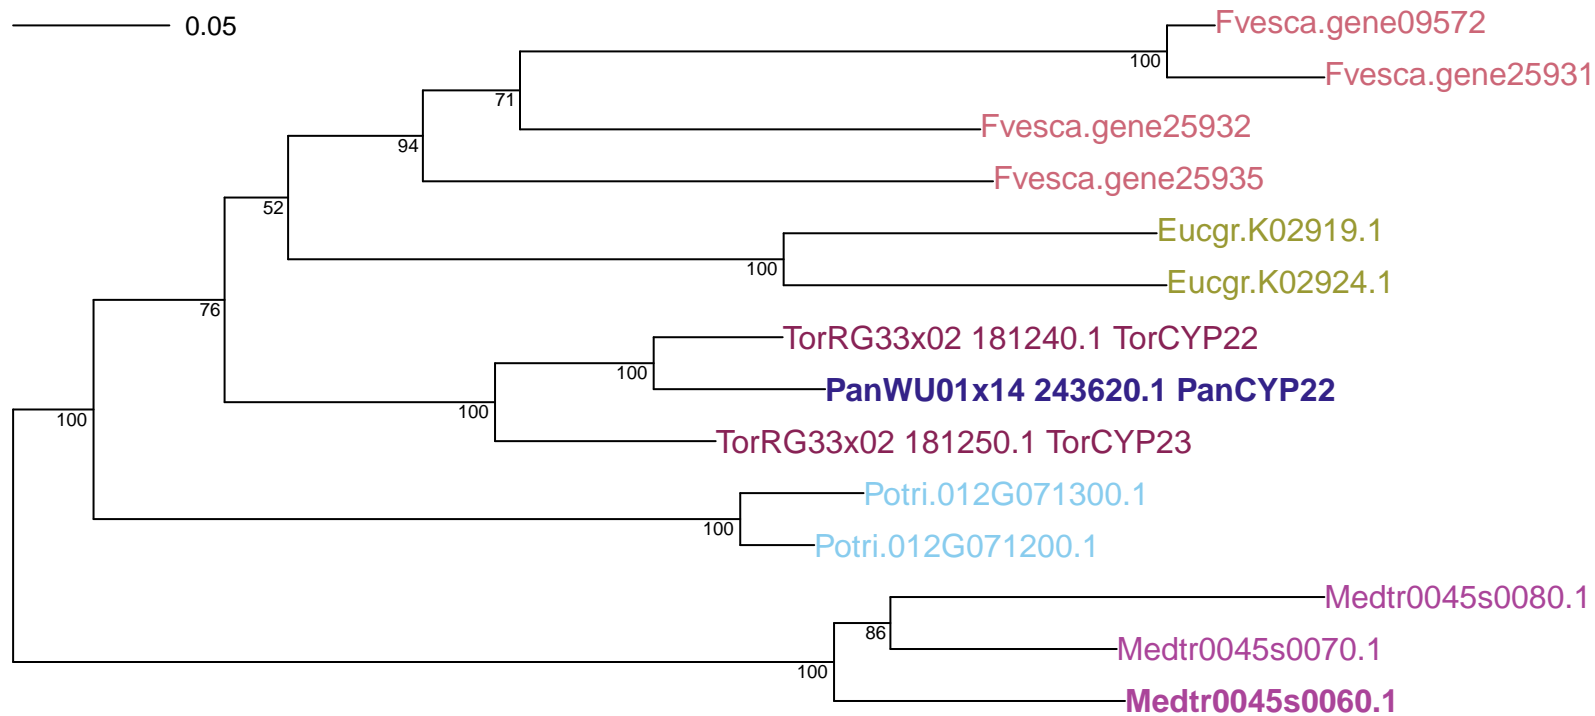 0.05
Fvesca.gene09572
100
Fvesca.gene25931
71
Fvesca.gene25932
94
Fvesca.gene25935
52
Eucgr.K02919.1
100
Eucgr.K02924.1
76
TorRG33x02 181240.1 TorCYP22
100
PanWU01x14 243620.1 PanCYP22
100
TorRG33x02 181250.1 TorCYP23
100
Potri.012G071300.1
100
Potri.012G071200.1
Medtr0045s0080.1
86
Medtr0045s0070.1
100
Medtr0045s0060.1